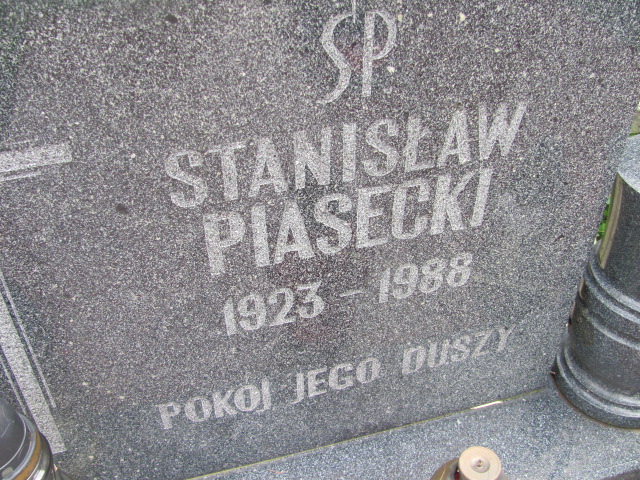 ŚP
STANISŁAW
PIASECKI
1923 – 1988
POKÓJ JEGO DUSZY